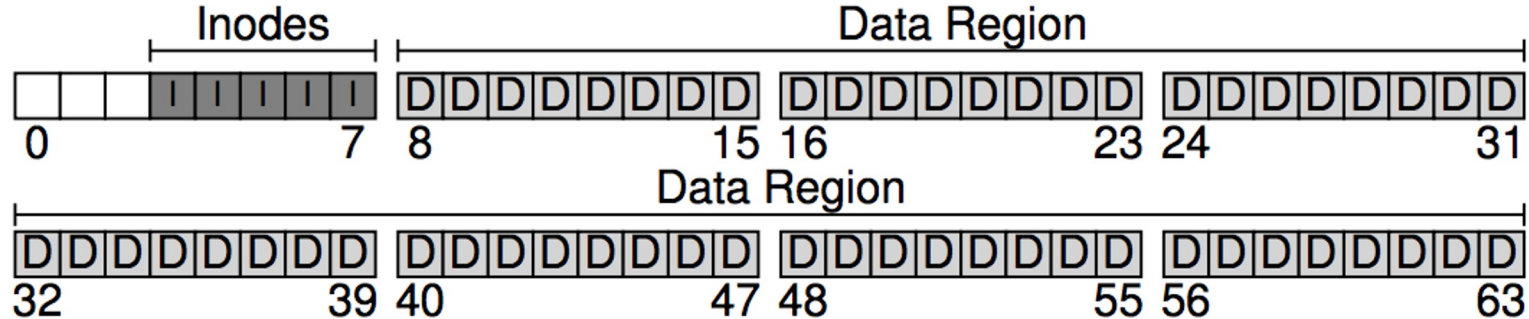 Inodes Data Region
I I I I I D D D D D D D D D D D D D D D D D D D D D D D D
0 7 8 15 16 23 24 31
Data Region
D D D D D D D D D D D D D D D D D D D D D D D D D D D D D D D D
32 39 40 47 48 55 56 63